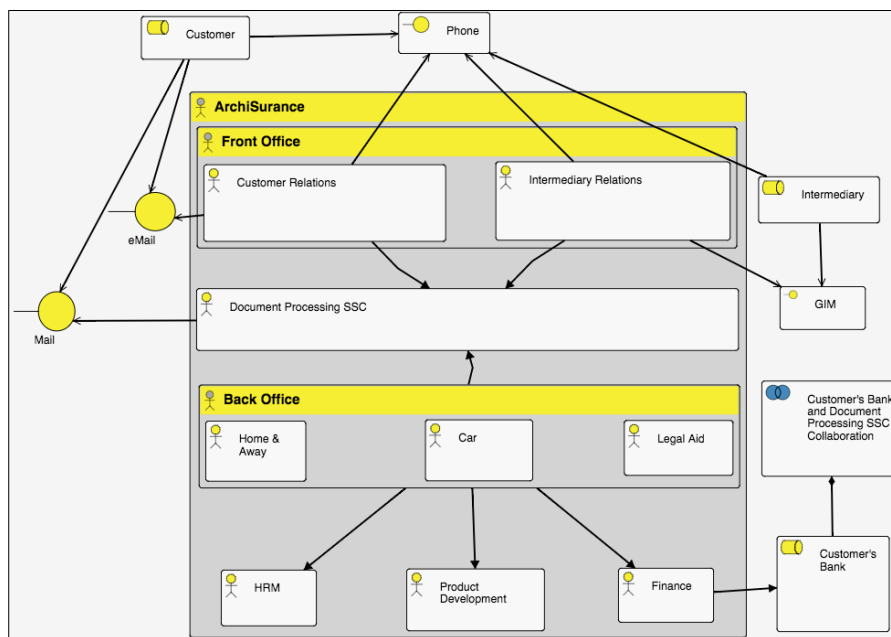 Customer
Phone
ArchiSurance
Front Office
Customer Relations
Intermediary Relations
Intermediary
eMail
Document Processing SSC
GIM
Mail
Back Office
Customer's Bank
and Document
Processing SSC
Collaboration
Home &
Away
Car
Legal Aid
HRM
Product
Development
Finance
Customer's
Bank